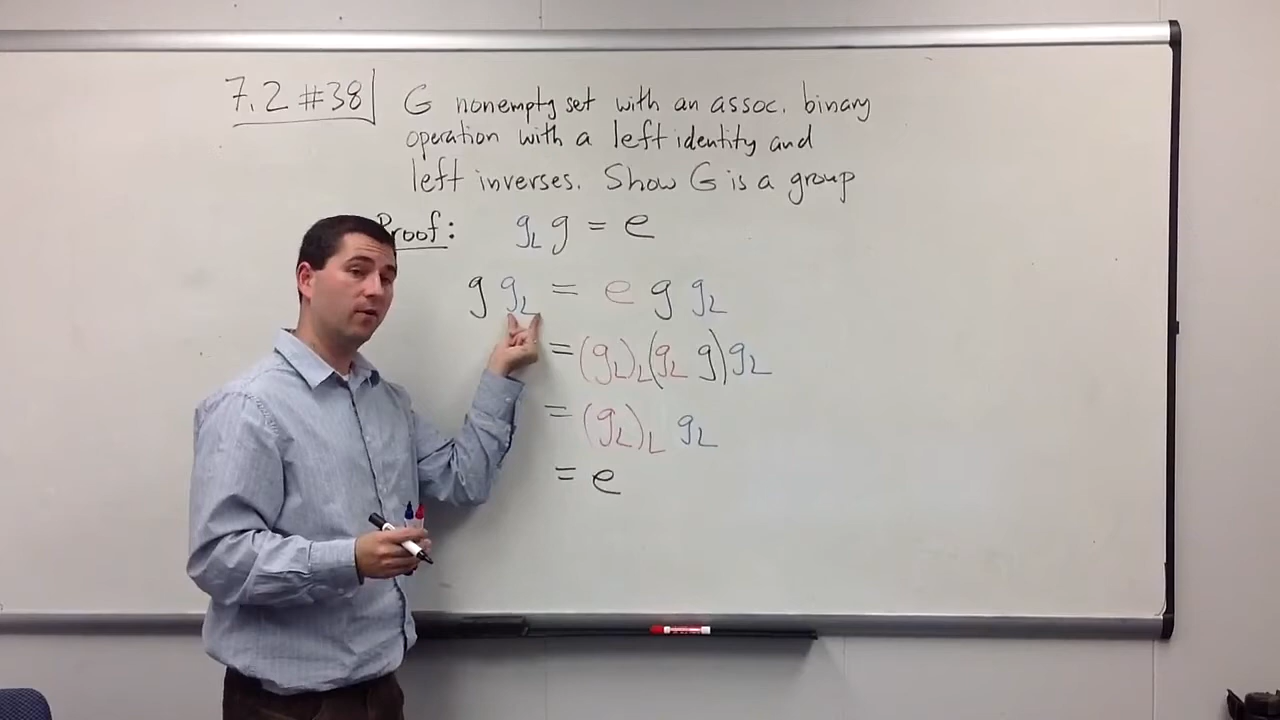 7.2 #38 G nonempty set with an assoc. binary
operation with a left identity and
left inverses. Show G is a group
Proof: g_L g = e
g g_L = e g g_L
= (g_L)_L (g_L g) g_L
= (g_L)_L g_L
= e